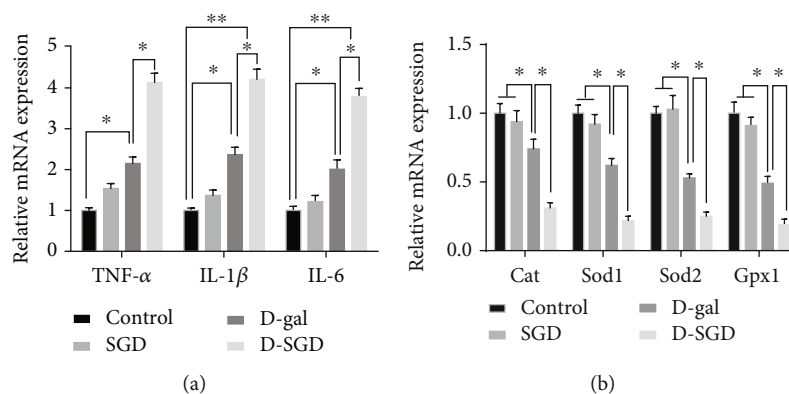 (a)
Relative mRNA expression
5
4
3
2
1
0
* * * ** * * ** * *
TNF-α IL-1β IL-6
Control D-gal
SGD D-SGD
(a)
(b)
Relative mRNA expression
1.5
1.0
0.5
0.0
* * * * * * * *
Cat Sod1 Sod2 Gpx1
Control D-gal
SGD D-SGD
(b)